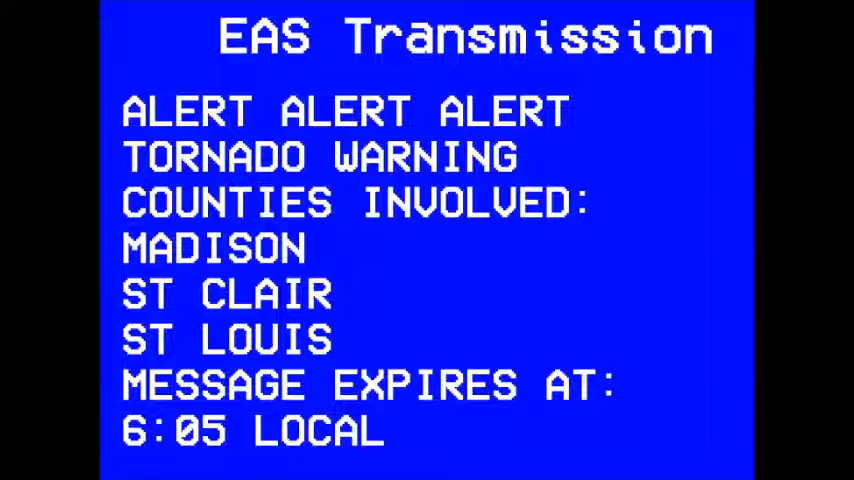 EAS Transmission
ALERT ALERT ALERT
TORNADO WARNING
COUNTIES INVOLVED:
MADISON
ST CLAIR
ST LOUIS
MESSAGE EXPIRES AT:
6:05 LOCAL